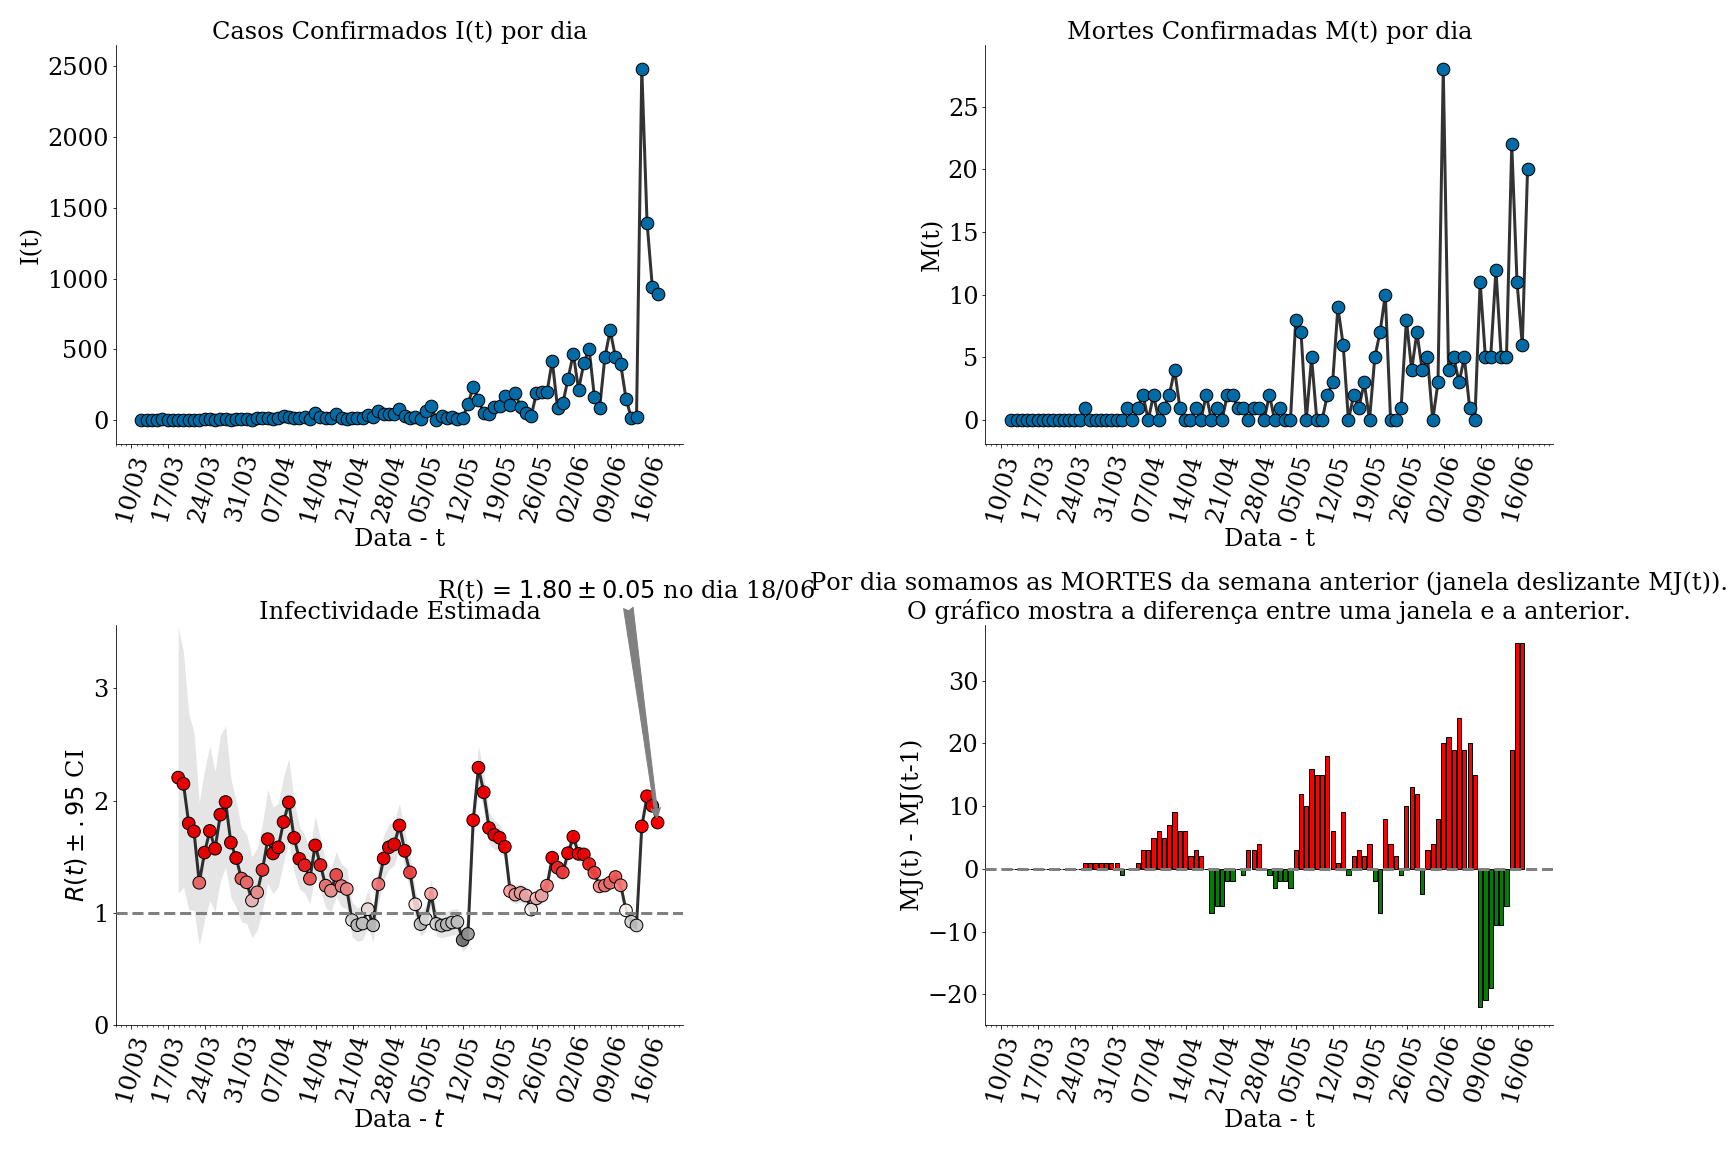 Casos Confirmados I(t) por dia
I(t)
2500
2000
1500
1000
500
0
10/03 17/03 24/03 31/03 07/04 14/04 21/04 28/04 05/05 12/05 19/05 26/05 02/06 09/06 16/06
Data - t
Mortes Confirmadas M(t) por dia
M(t)
25
20
15
10
5
0
10/03 17/03 24/03 31/03 07/04 14/04 21/04 28/04 05/05 12/05 19/05 26/05 02/06 09/06 16/06
Data - t
R(t) = 1.80 ± 0.05 no dia 18/06
Infectividade Estimada
R(t) ± .95 CI
3
2
1
0
10/03 17/03 24/03 31/03 07/04 14/04 21/04 28/04 05/05 12/05 19/05 26/05 02/06 09/06 16/06
Data - t
Por dia somamos as MORTES da semana anterior (janela deslizante MJ(t)).
O gráfico mostra a diferença entre uma janela e a anterior.
MJ(t) - MJ(t-1)
30
20
10
0
−10
−20
10/03 17/03 24/03 31/03 07/04 14/04 21/04 28/04 05/05 12/05 19/05 26/05 02/06 09/06 16/06
Data - t